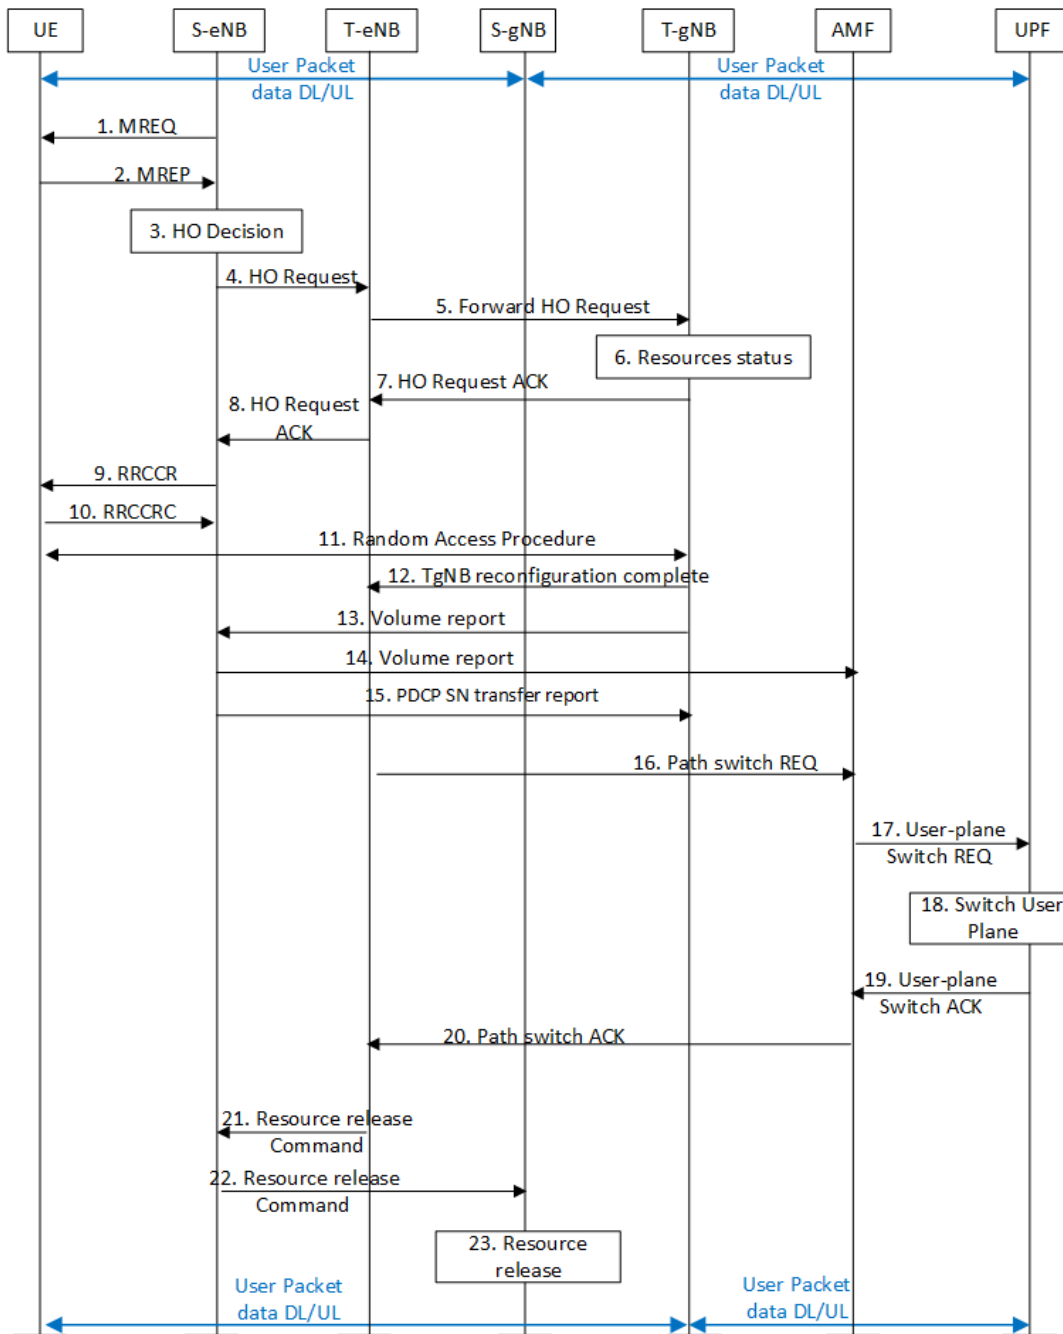 UE
S-eNB
T-eNB
S-gNB
T-gNB
AMF
UPF
User Packet
data DL/UL
User Packet
data DL/UL
1. MREQ
2. MREP
3. HO Decision
4. HO Request
5. Forward HO Request
6. Resources status
7. HO Request ACK
8. HO Request
ACK
9. RRCCR
10. RRCCRC
11. Random Access Procedure
12. TgNB reconfiguration complete
13. Volume report
14. Volume report
15. PDCP SN transfer report
16. Path switch REQ
17. User-plane
Switch REQ
18. Switch User
Plane
19. User-plane
Switch ACK
20. Path switch ACK
21. Resource release
Command
22. Resource release
Command
23. Resource
release
User Packet
data DL/UL
User Packet
data DL/UL